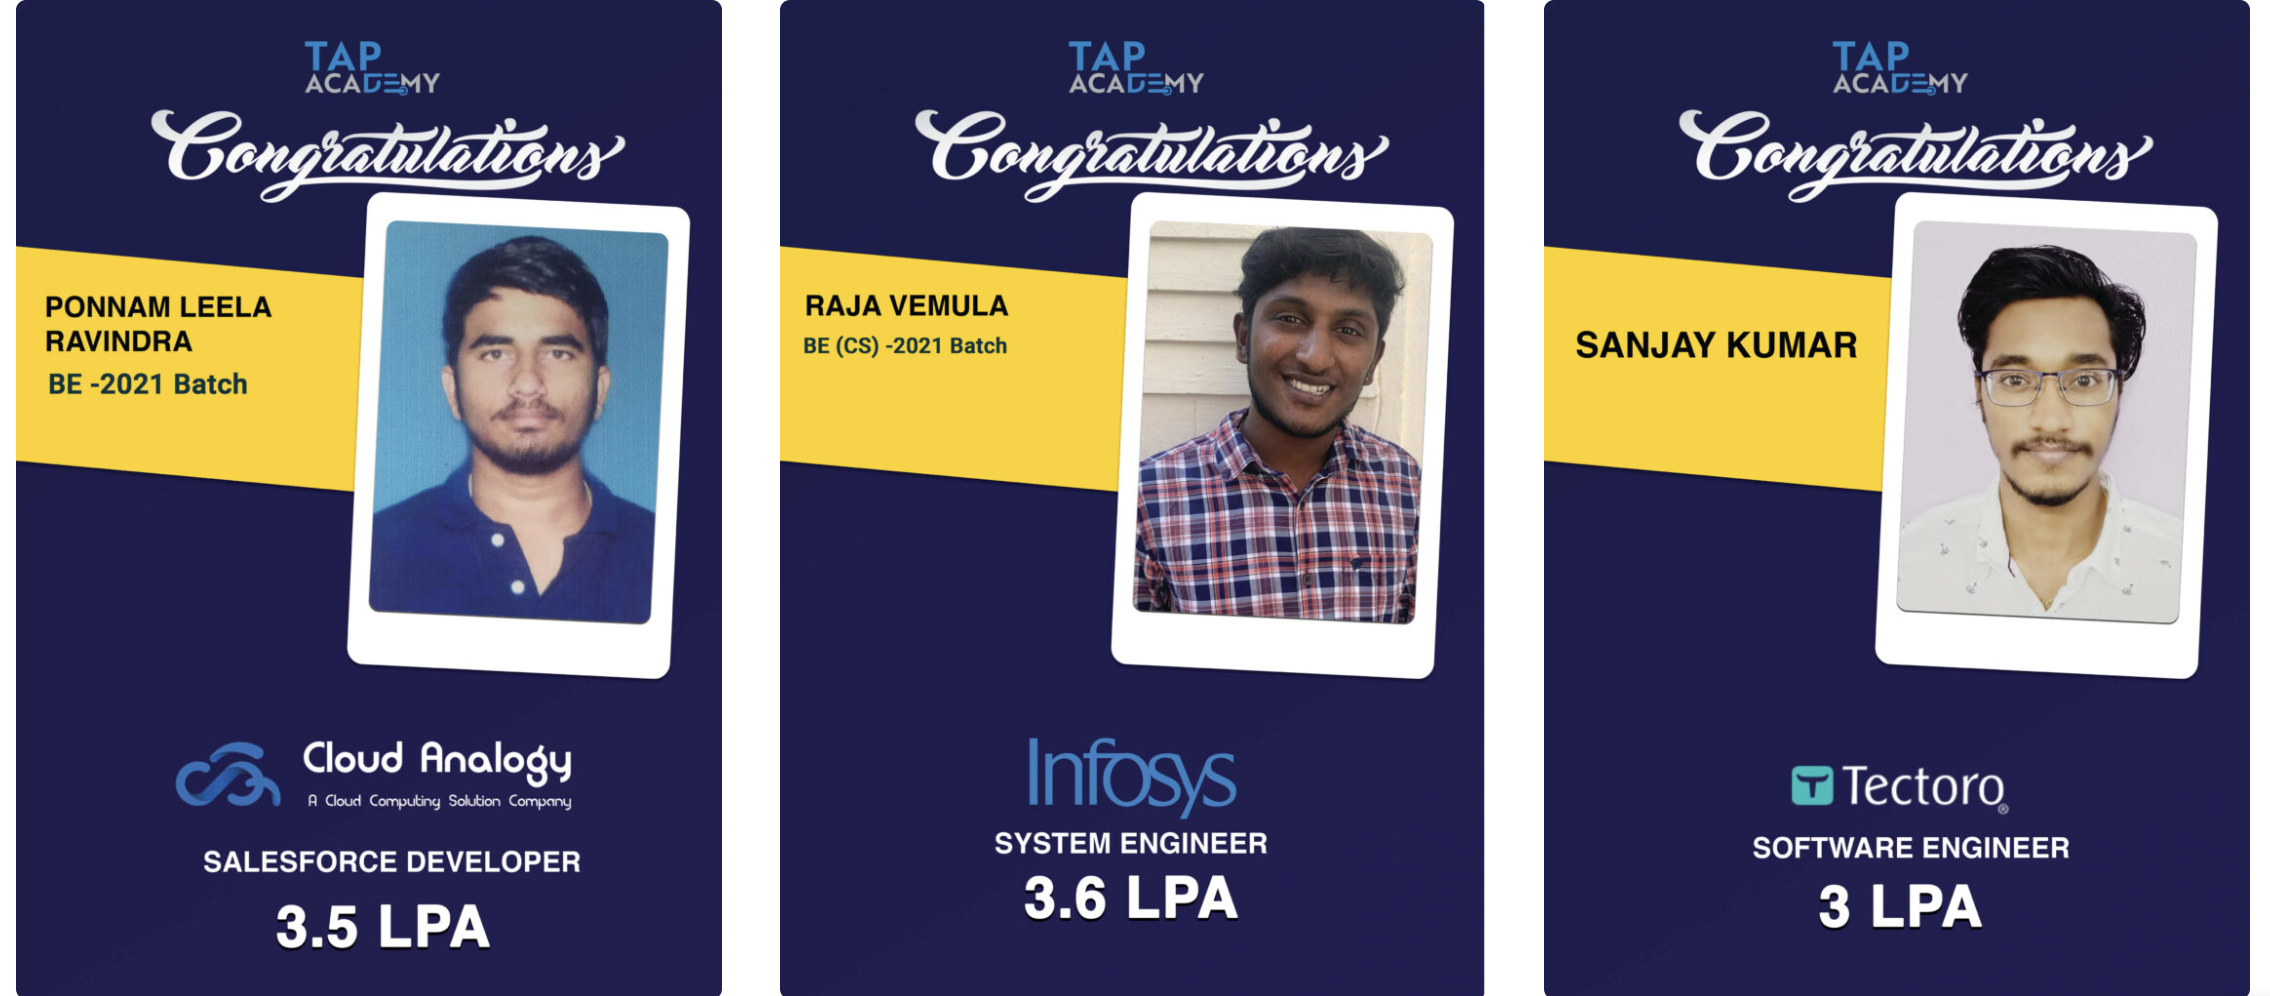 TAP
ACADEMY
Congratulations
PONNAM LEELA
RAVINDRA
BE -2021 Batch
Cloud Analogy
A Cloud Computing Solution Company
SALESFORCE DEVELOPER
3.5 LPA
TAP
ACADEMY
Congratulations
RAJA VEMULA
BE (CS) -2021 Batch
Infosys
SYSTEM ENGINEER
3.6 LPA
TAP
ACADEMY
Congratulations
SANJAY KUMAR
Tectoro®
SOFTWARE ENGINEER
3 LPA